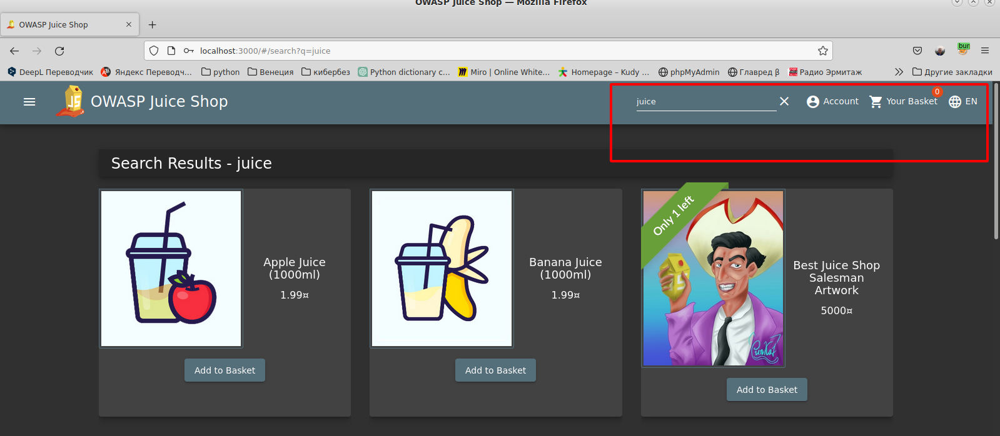 OWASP Juice Shop — Mozilla Firefox
OWASP Juice Shop
localhost:3000/#/search?q=juice
bur
DeepL Переводчик
Яндекс Переводч…
python
Венеция
кибербез
Python dictionary c…
Miro | Online White…
Homepage – Kudy …
phpMyAdmin
Главред β
Радио Эрмитаж
Другие закладки
JS
OWASP Juice Shop
juice
Account
Your Basket
0
EN
Search Results - juice
Apple Juice
(1000ml)
1.99¤
Add to Basket
Banana Juice
(1000ml)
1.99¤
Add to Basket
Only 1 left
Best Juice Shop
Salesman
Artwork
5000¤
Add to Basket